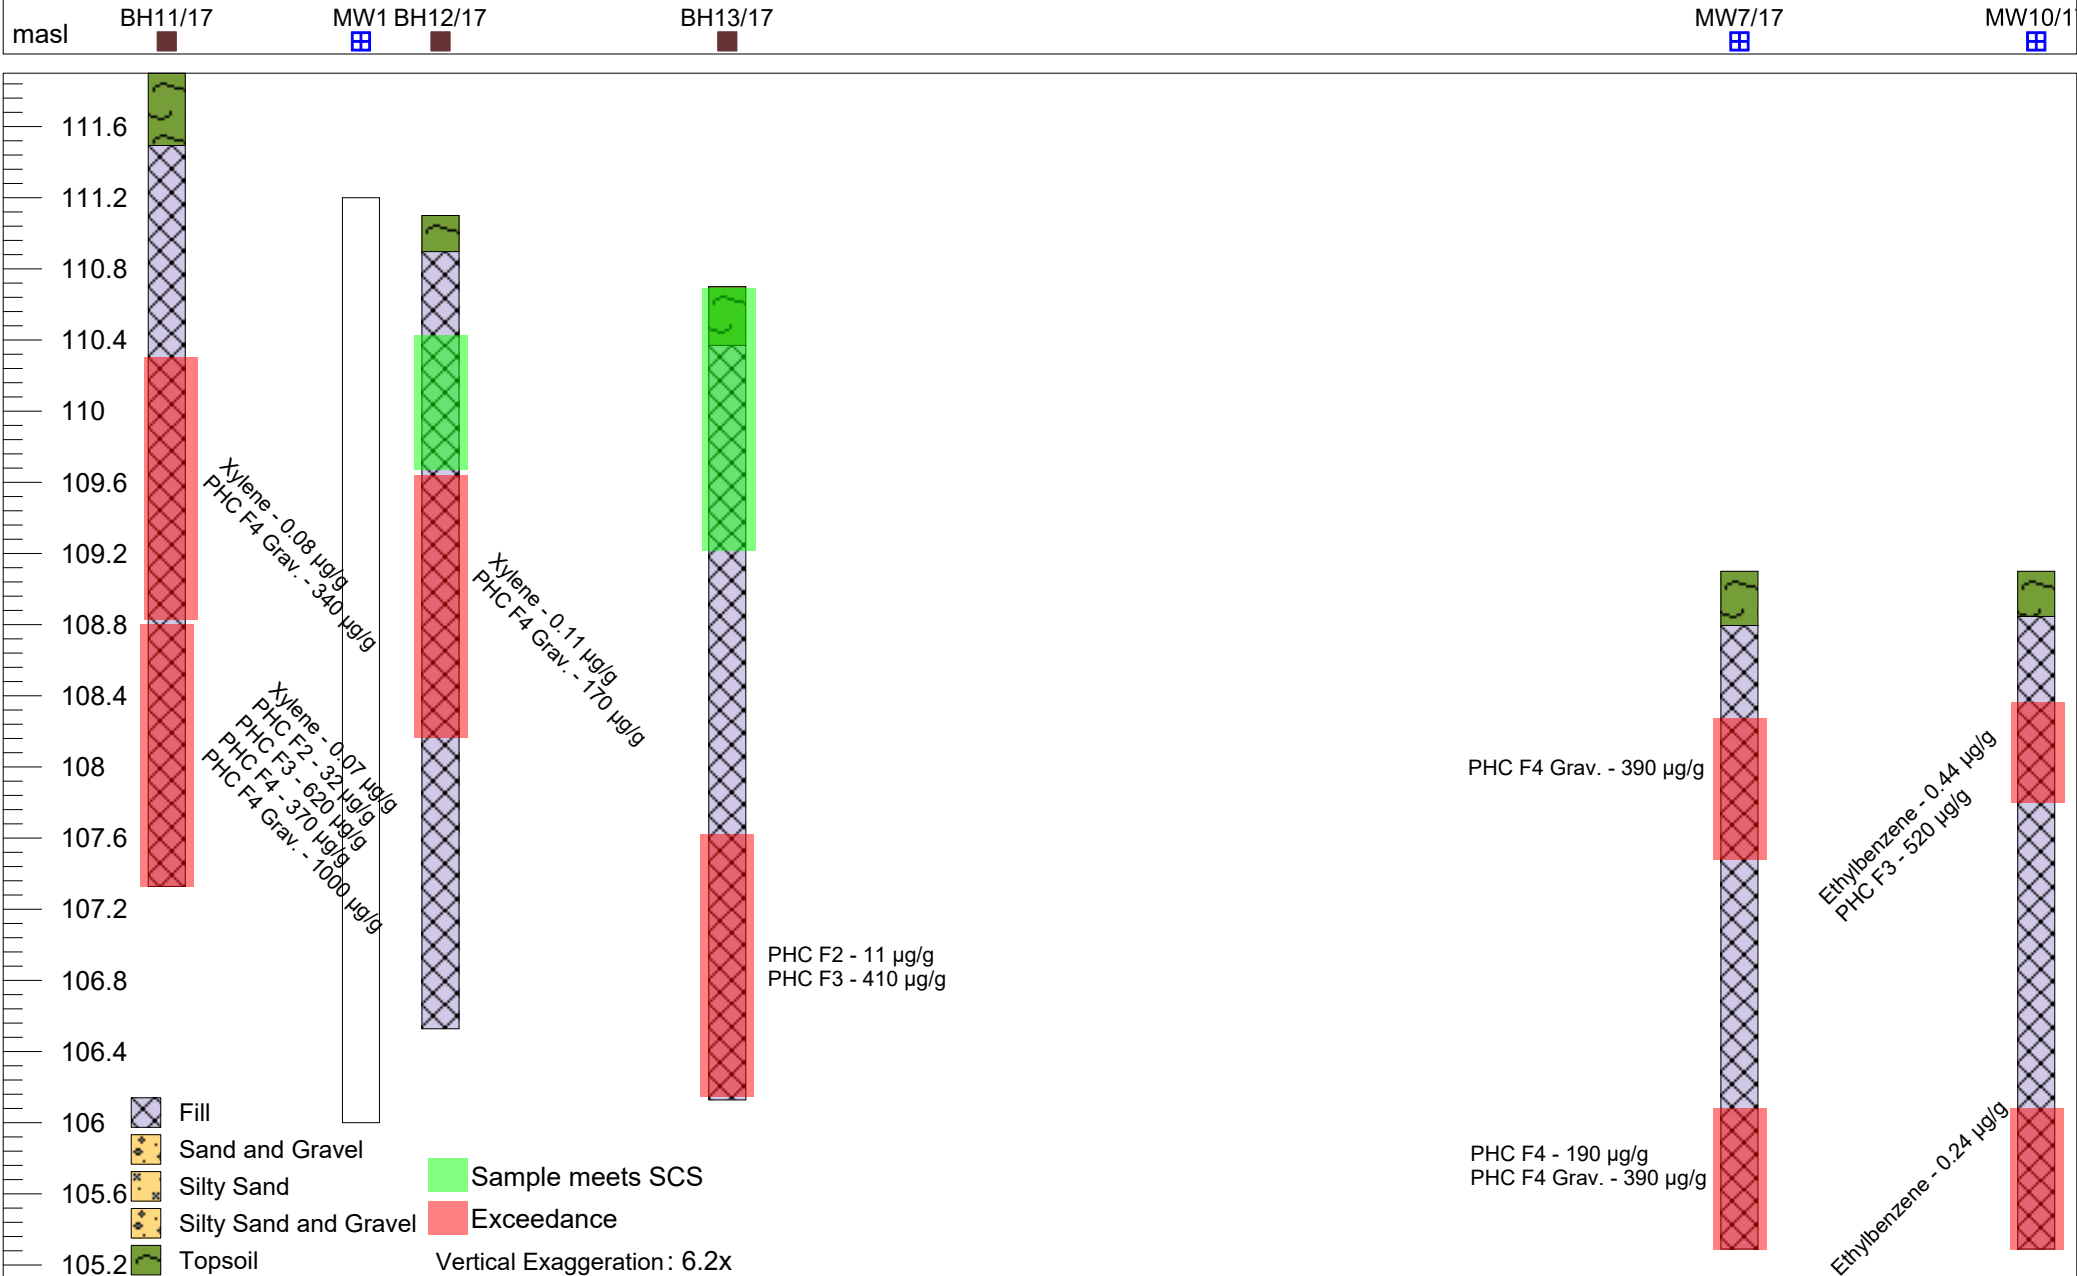 masl
BH11/17
MW1
BH12/17
BH13/17
MW7/17
MW10/1
111.6
111.2
110.8
110.4
110
109.6
109.2
108.8
108.4
108
107.6
107.2
106.8
106.4
106
105.6
105.2
Xylene - 0.08 µg/g
PHC F4 Grav. - 340 µg/g
Xylene - 0.07 µg/g
PHC F2 - 32 µg/g
PHC F3 - 620 µg/g
PHC F4 - 370 µg/g
PHC F4 Grav. - 1000 µg/g
Xylene - 0.11 µg/g
PHC F4 Grav. - 170 µg/g
PHC F2 - 11 µg/g
PHC F3 - 410 µg/g
PHC F4 Grav. - 390 µg/g
PHC F4 - 190 µg/g
PHC F4 Grav. - 390 µg/g
Ethylbenzene - 0.44 µg/g
PHC F3 - 520 µg/g
Ethylbenzene - 0.24 µg/g
Fill
Sand and Gravel
Silty Sand
Silty Sand and Gravel
Topsoil
Sample meets SCS
Exceedance
Vertical Exaggeration: 6.2x